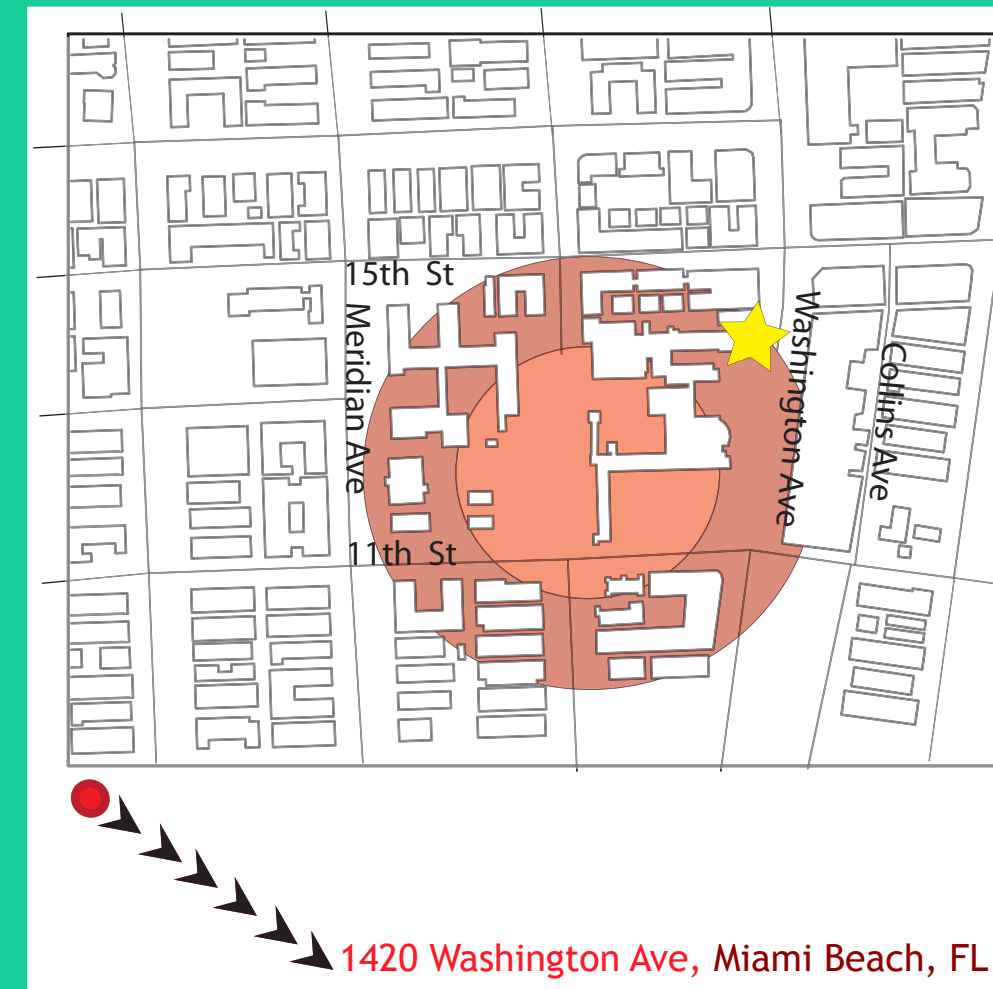 15th St
Meridian Ave
Washington Ave
Collins Ave
11th St
1420 Washington Ave, Miami Beach, FL